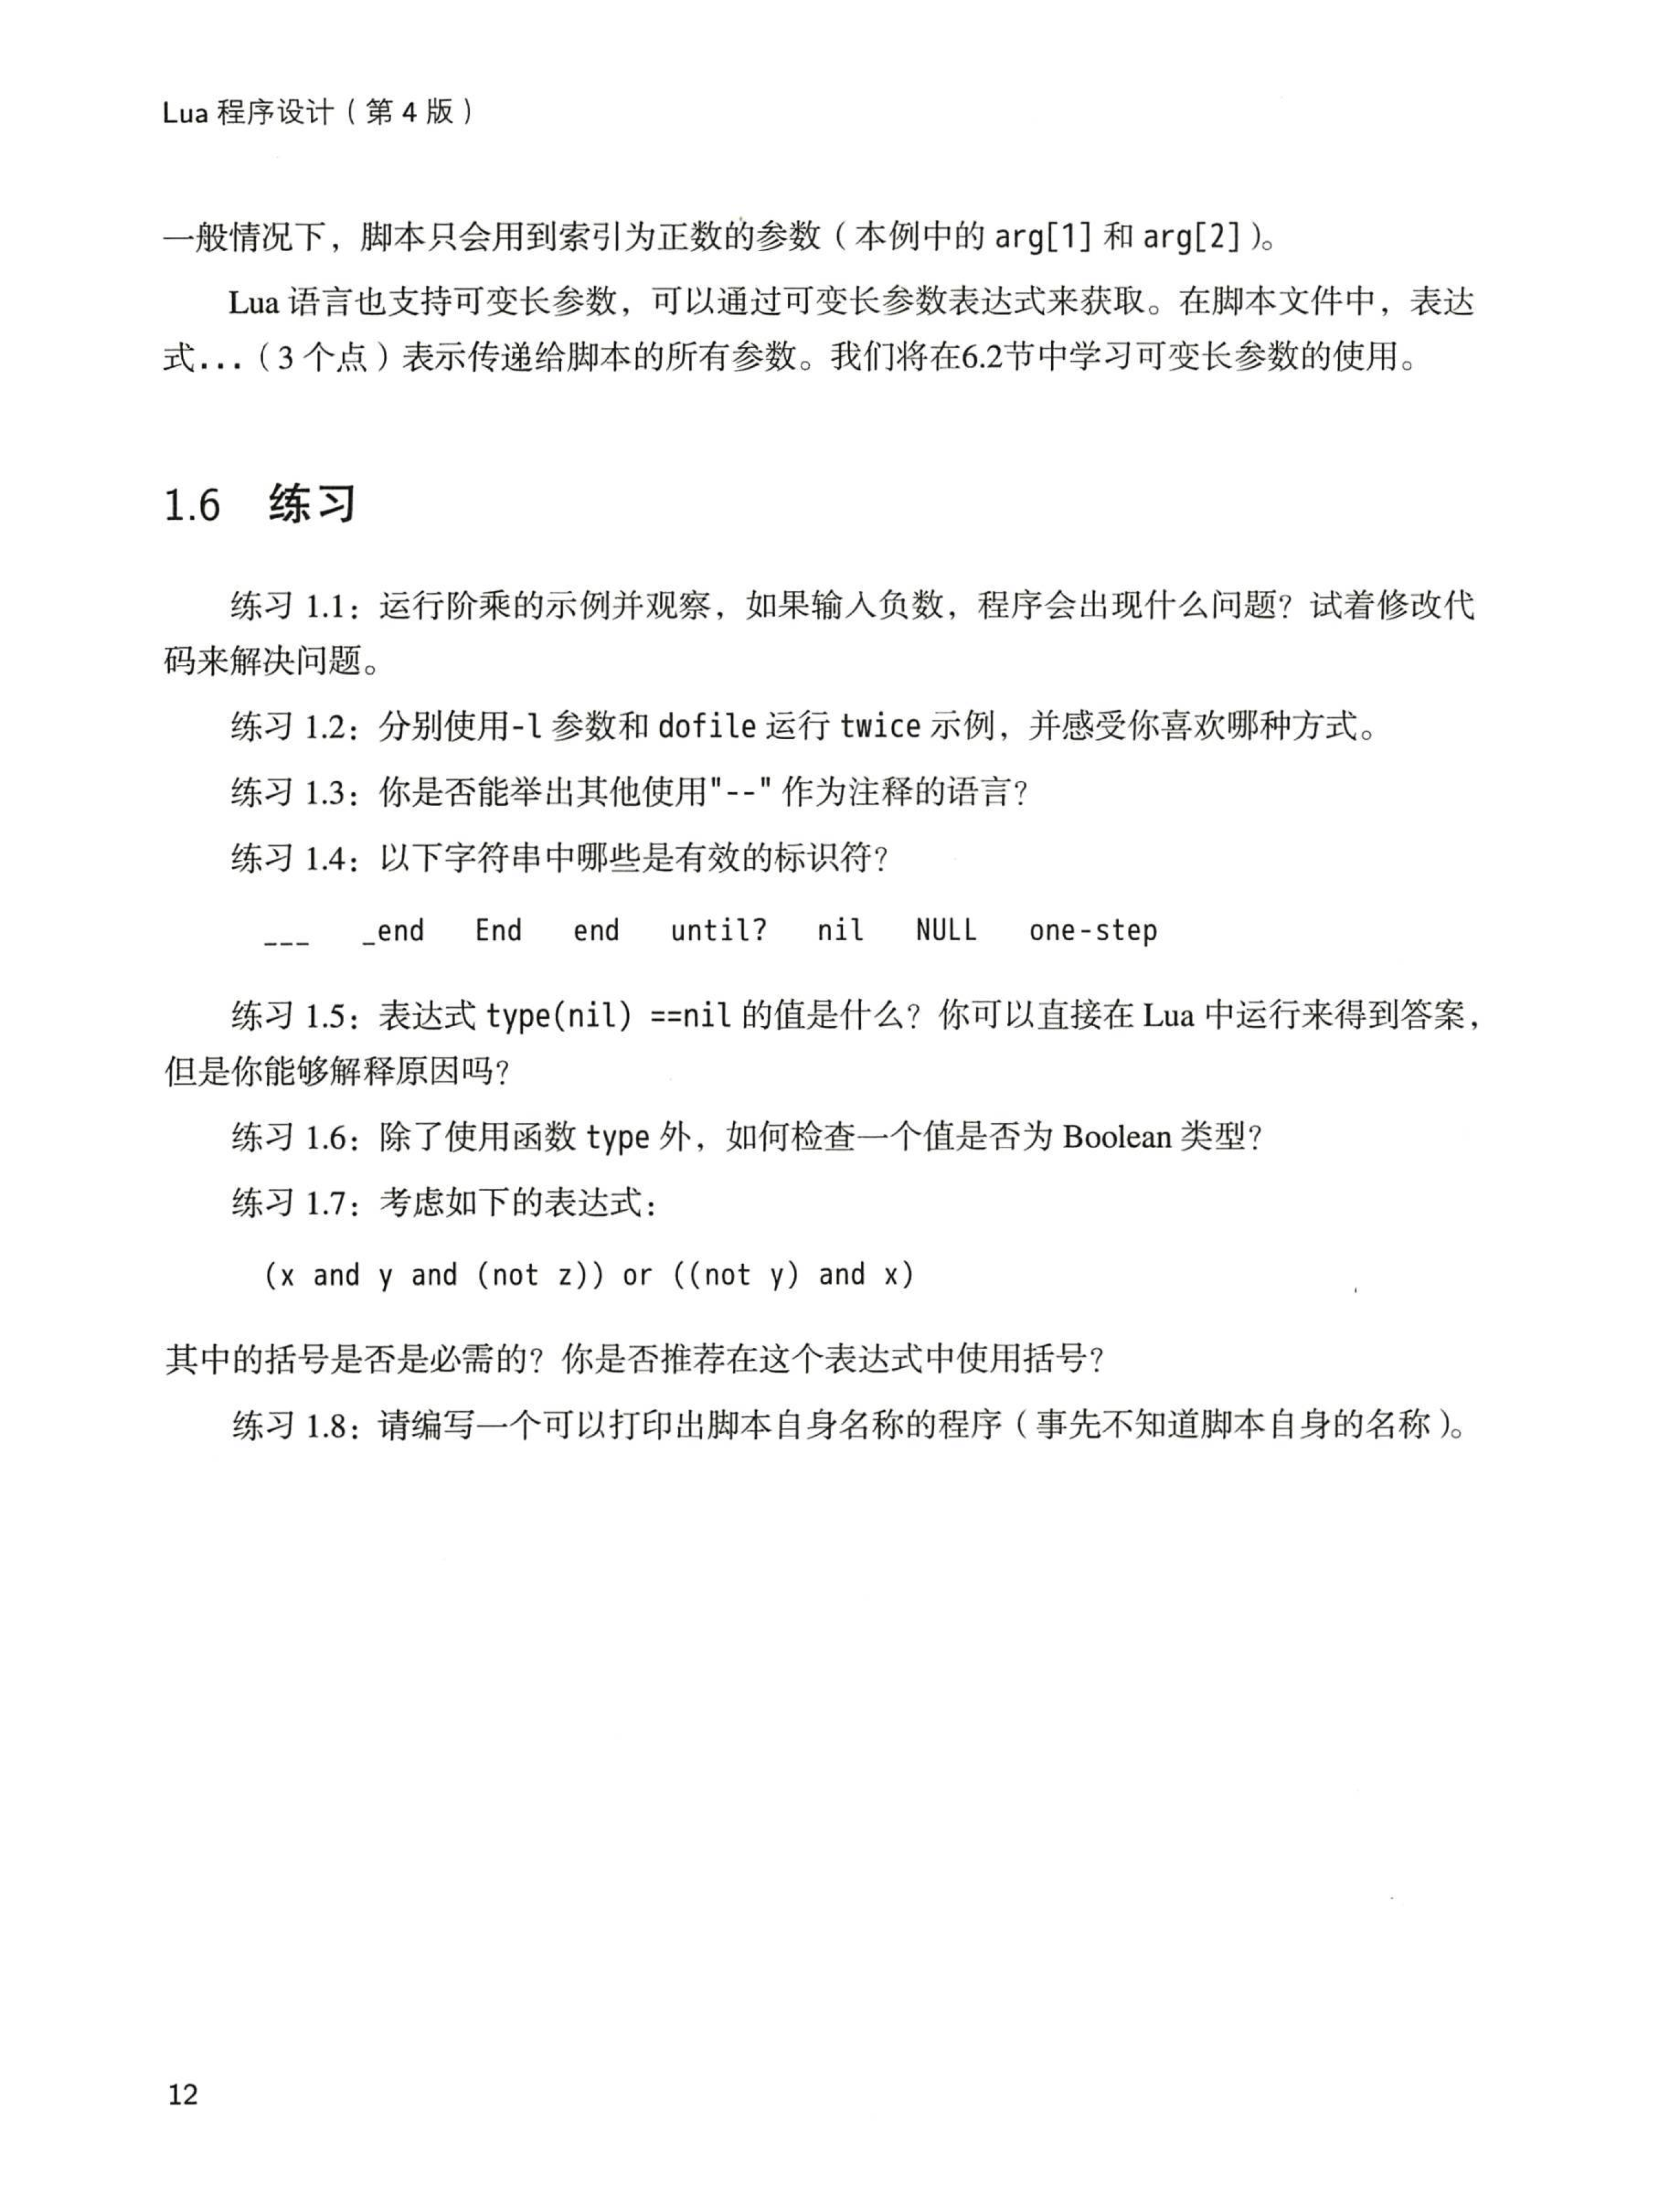 Lua 程序设计（第 4 版）
一般情况下，脚本只会用到索引为正数的参数（本例中的 arg[1] 和 arg[2]）。
Lua 语言也支持可变长参数，可以通过可变长参数表达式来获取。在脚本文件中，表达
式...（3 个点）表示传递给脚本的所有参数。我们将在6.2节中学习可变长参数的使用。
1.6 练习
练习 1.1：运行阶乘的示例并观察，如果输入负数，程序会出现什么问题？试着修改代
码来解决问题。
练习 1.2：分别使用-l 参数和 dofile 运行 twice 示例，并感受你喜欢哪种方式。
练习 1.3：你是否能举出其他使用"--" 作为注释的语言？
练习 1.4：以下字符串中哪些是有效的标识符？
___ _end End end until? nil NULL one-step
练习 1.5：表达式 type(nil) ==nil 的值是什么？你可以直接在 Lua 中运行来得到答案，
但是你能够解释原因吗？
练习 1.6：除了使用函数 type 外，如何检查一个值是否为 Boolean 类型？
练习 1.7：考虑如下的表达式：
(x and y and (not z)) or ((not y) and x)
其中的括号是否是必需的？你是否推荐在这个表达式中使用括号？
练习 1.8：请编写一个可以打印出脚本自身名称的程序（事先不知道脚本自身的名称）。
12